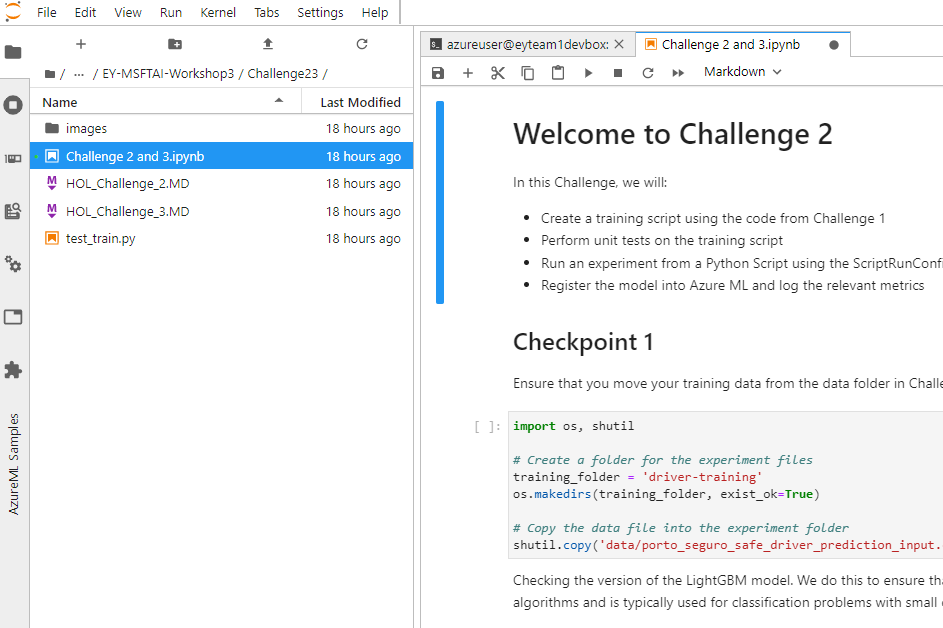 File Edit View Run Kernel Tabs Settings Help
azureuser@eyteam1devbox: Challenge 2 and 3.ipynb
Markdown
/ ... / EY-MSFTAI-Workshop3 / Challenge23 /
Name Last Modified
images 18 hours ago
Challenge 2 and 3.ipynb 18 hours ago
HOL_Challenge_2.MD 18 hours ago
HOL_Challenge_3.MD 18 hours ago
test_train.py 18 hours ago
AzureML Samples
Welcome to Challenge 2
In this Challenge, we will:
• Create a training script using the code from Challenge 1
• Perform unit tests on the training script
• Run an experiment from a Python Script using the ScriptRunConfi
• Register the model into Azure ML and log the relevant metrics
Checkpoint 1
Ensure that you move your training data from the data folder in Challe
[ ]: import os, shutil
# Create a folder for the experiment files
training_folder = 'driver-training'
os.makedirs(training_folder, exist_ok=True)
# Copy the data file into the experiment folder
shutil.copy('data/porto_seguro_safe_driver_prediction_input.
Checking the version of the LightGBM model. We do this to ensure tha
algorithms and is typically used for classification problems with small